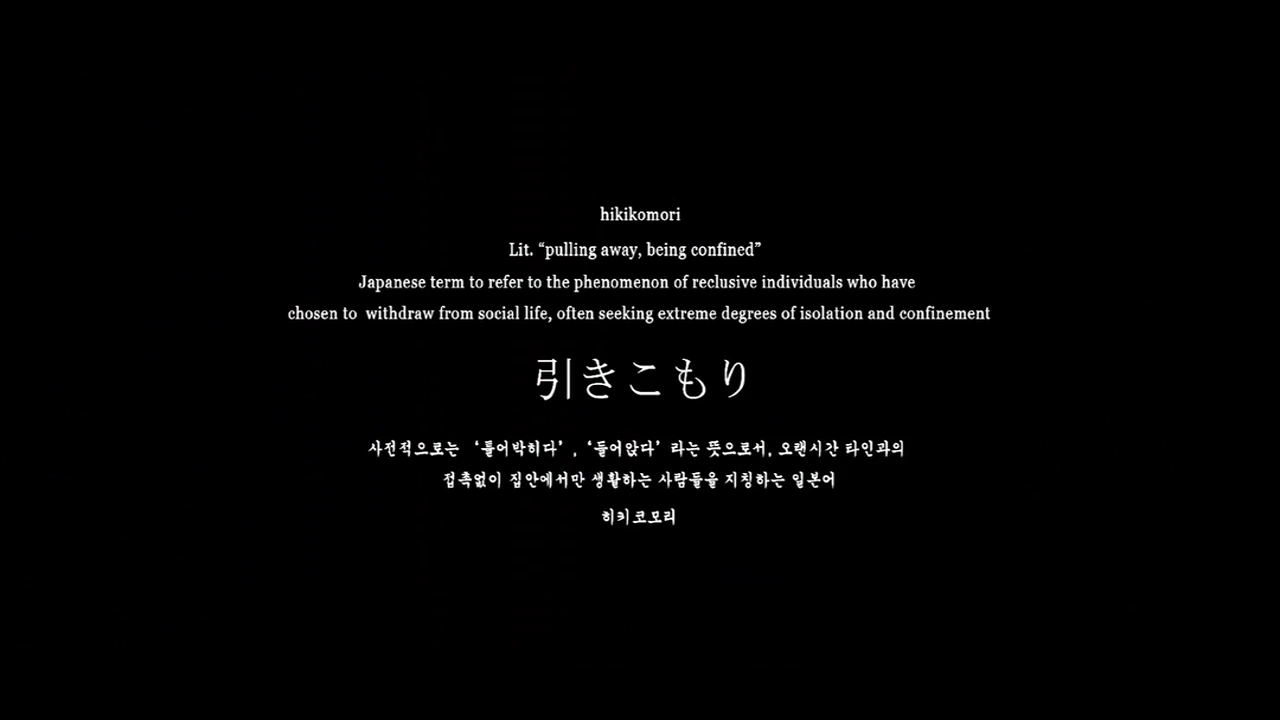 hikikomori
Lit. “pulling away, being confined”
Japanese term to refer to the phenomenon of reclusive individuals who have
chosen to  withdraw from social life, often seeking extreme degrees of isolation and confinement
引きこもり
사전적으로는 ‘틀어박히다’, ‘들어앉다’ 라는 뜻으로서, 오랜시간 타인과의
접촉없이 집안에서만 생활하는 사람들을 지칭하는 일본어
히키코모리